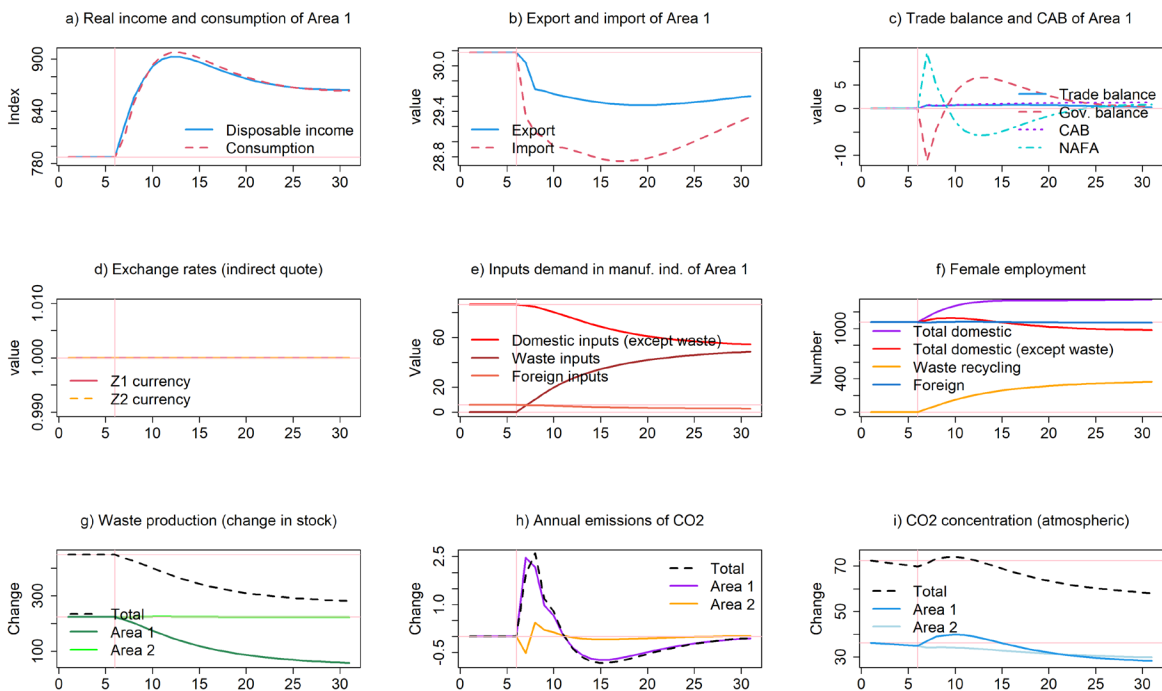 a) Real income and consumption of Area 1
b) Export and import of Area 1
c) Trade balance and CAB of Area 1
Index
780 840 900
Disposable income
Consumption
0 5 10 15 20 25 30
value
28.8 29.4 30.0
Export
Import
0 5 10 15 20 25 30
value
-10 0 5
Trade balance
Gov. balance
CAB
NAFA
0 5 10 15 20 25 30
d) Exchange rates (indirect quote)
e) Inputs demand in manuf. ind. of Area 1
f) Female employment
value
0.990 1.000 1.010
Z1 currency
Z2 currency
0 5 10 15 20 25 30
Value
0 20 60
Domestic inputs (except waste)
Waste inputs
Foreign inputs
0 5 10 15 20 25 30
Number
0 400 1000
Total domestic
Total domestic (except waste)
Waste recycling
Foreign
0 5 10 15 20 25 30
g) Waste production (change in stock)
h) Annual emissions of CO2
i) CO2 concentration (atmospheric)
Change
100 300
Total
Area 1
Area 2
0 5 10 15 20 25 30
Change
-0.5 1.0 2.5
Total
Area 1
Area 2
0 5 10 15 20 25 30
Change
30 50 70
Total
Area 1
Area 2
0 5 10 15 20 25 30